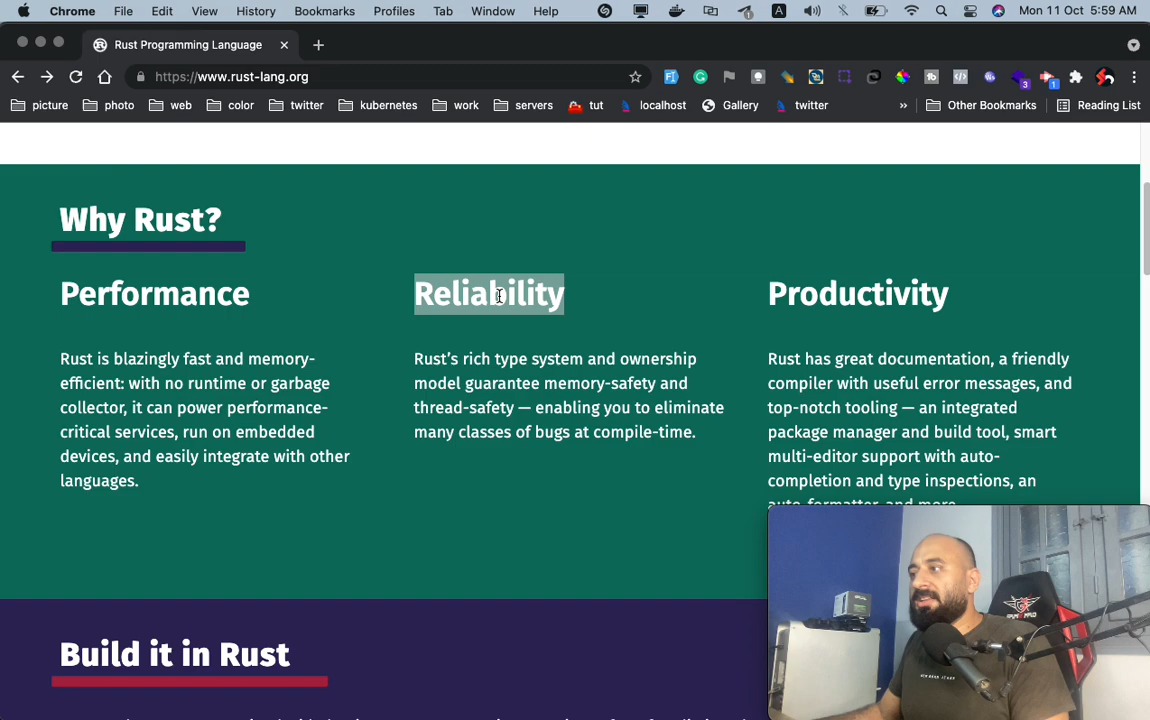 Chrome File Edit View History Bookmarks Profiles Tab Window Help A Mon 11 Oct 5:59 AM
Rust Programming Language
https://www.rust-lang.org
picture photo web color twitter kubernetes work servers tut localhost Gallery twitter » Other Bookmarks Reading List
Why Rust?
Performance
Rust is blazingly fast and memory-
efficient: with no runtime or garbage
collector, it can power performance-
critical services, run on embedded
devices, and easily integrate with other
languages.
Reliability
Rust's rich type system and ownership
model guarantee memory-safety and
thread-safety — enabling you to eliminate
many classes of bugs at compile-time.
Productivity
Rust has great documentation, a friendly
compiler with useful error messages, and
top-notch tooling — an integrated
package manager and build tool, smart
multi-editor support with auto-
completion and type inspections, an
auto-formatter, and more.
Build it in Rust